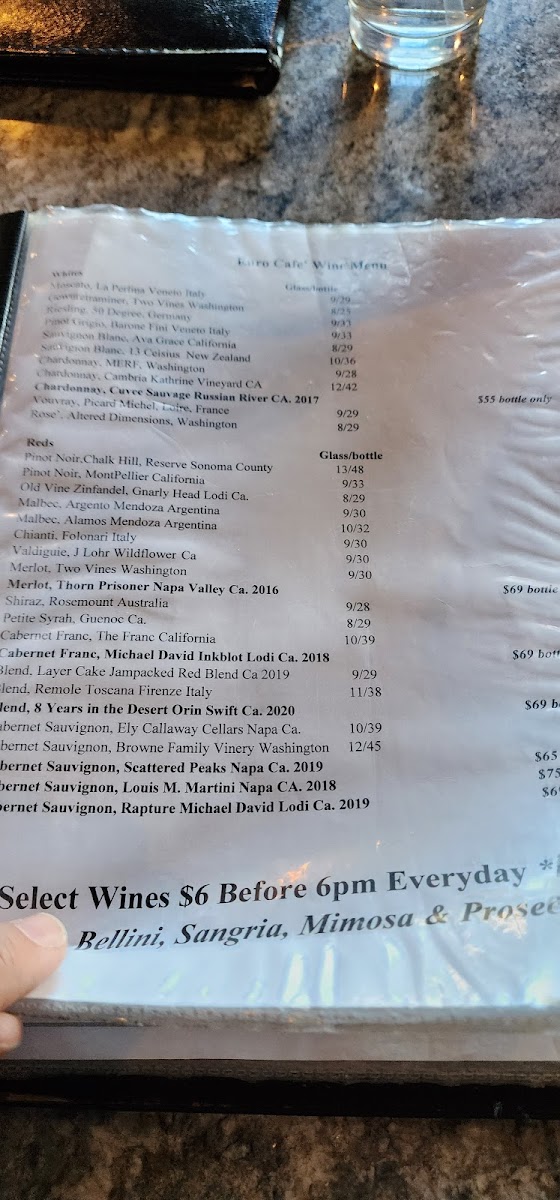 Euro Cafe' Wine Menu
Whites Glass/bottle
Moscato, La Perlina Veneto Italy 9/29
Gewurztraminer, Two Vines Washington 8/25
Riesling, 50 Degree, Germany 9/33
Pinot Grigio, Barone Fini Veneto Italy 9/33
Sauvignon Blanc, Ava Grace California 8/29
Sauvignon Blanc, 13 Celsius New Zealand 10/36
Chardonnay, MERF, Washington 9/28
Chardonnay, Cambria Kathrine Vineyard CA 12/42
Chardonnay, Cuvee Sauvage Russian River CA. 2017 $55 bottle only
Vouvray, Picard Michel, Loire, France 9/29
Rose', Altered Dimensions, Washington 8/29
Reds Glass/bottle
Pinot Noir,Chalk Hill, Reserve Sonoma County 13/48
Pinot Noir, MontPellier California 9/33
Old Vine Zinfandel, Gnarly Head Lodi Ca. 8/29
Malbec, Argento Mendoza Argentina 9/30
Malbec, Alamos Mendoza Argentina 10/32
Chianti, Folonari Italy 9/30
Valdiguie, J Lohr Wildflower Ca 9/30
Merlot, Two Vines Washington 9/30
Merlot, Thorn Prisoner Napa Valley Ca. 2016 $69 bottle
Shiraz, Rosemount Australia 9/28
Petite Syrah, Guenoc Ca. 8/29
Cabernet Franc, The Franc California 10/39
Cabernet Franc, Michael David Inkblot Lodi Ca. 2018 $69 bott
Blend, Layer Cake Jampacked Red Blend Ca 2019 9/29
lend, Remole Toscana Firenze Italy 11/38
lend, 8 Years in the Desert Orin Swift Ca. 2020 $69 b
abernet Sauvignon, Ely Callaway Cellars Napa Ca. 10/39
bernet Sauvignon, Browne Family Vinery Washington 12/45
bernet Sauvignon, Scattered Peaks Napa Ca. 2019 $65
bernet Sauvignon, Louis M. Martini Napa CA. 2018 $75
bernet Sauvignon, Rapture Michael David Lodi Ca. 2019 $6
Select Wines $6 Before 6pm Everyday *
Bellini, Sangria, Mimosa & Prosec